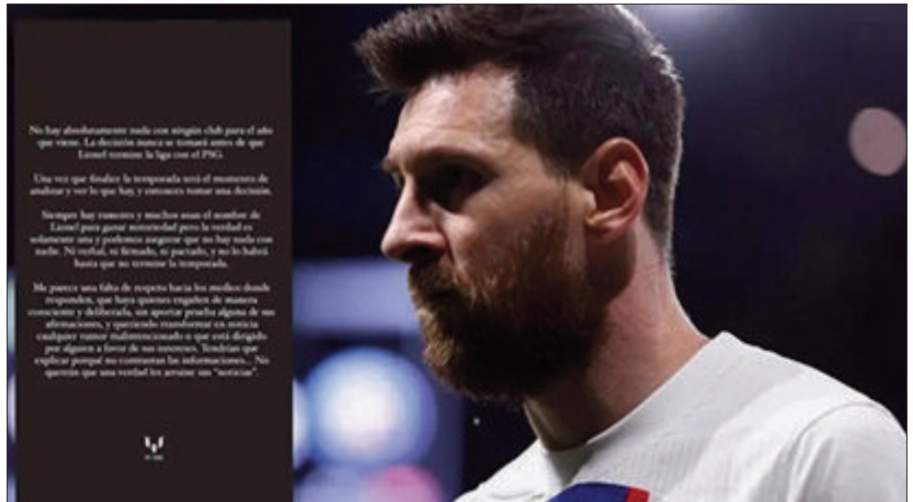 No hay absolutamente nada con ningún club para el año
que viene. La decisión nunca se tomará antes de que
Lionel termine la liga con el PSG.
Una vez que finalice la temporada será el momento de
analizar y ver lo que hay, y entonces tomar una decisión.
Siempre hay rumores y muchos usan el nombre de
Lionel para ganar notoriedad pero la verdad es
solamente una y podemos asegurar que no hay nada con
nadie. Ni verbal, ni firmado, ni pactado, y no lo habrá
hasta que no termine la temporada.
Me parece una falta de respeto hacia los medios donde
responden, que haya quienes engañen de manera
consciente y deliberada, sin aportar prueba alguna de sus
afirmaciones, y queriendo transformar en noticia
cualquier rumor malintencionado o que está dirigido
por alguien a favor de sus intereses. Tendrían que
explicar porqué no contrastan las informaciones... No
querrán que una verdad les arruine sus "noticias".